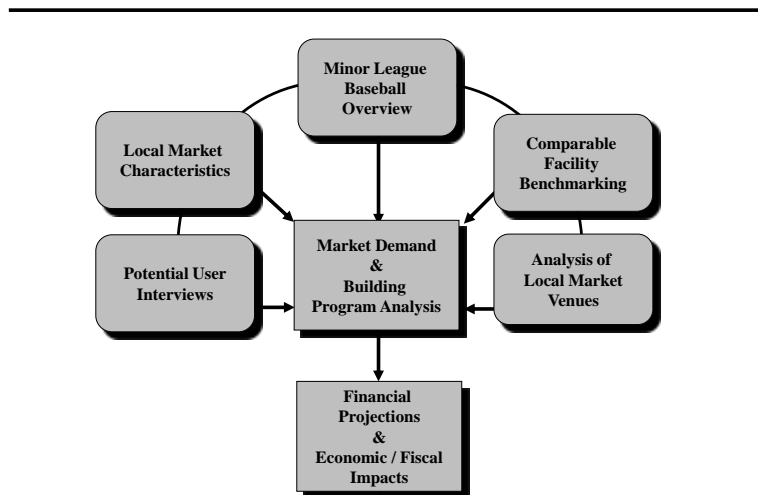 Minor League
Baseball
Overview
Local Market
Characteristics
Comparable
Facility
Benchmarking
Potential User
Interviews
Market Demand
&
Building
Program Analysis
Analysis of
Local Market
Venues
Financial
Projections
&
Economic / Fiscal
Impacts